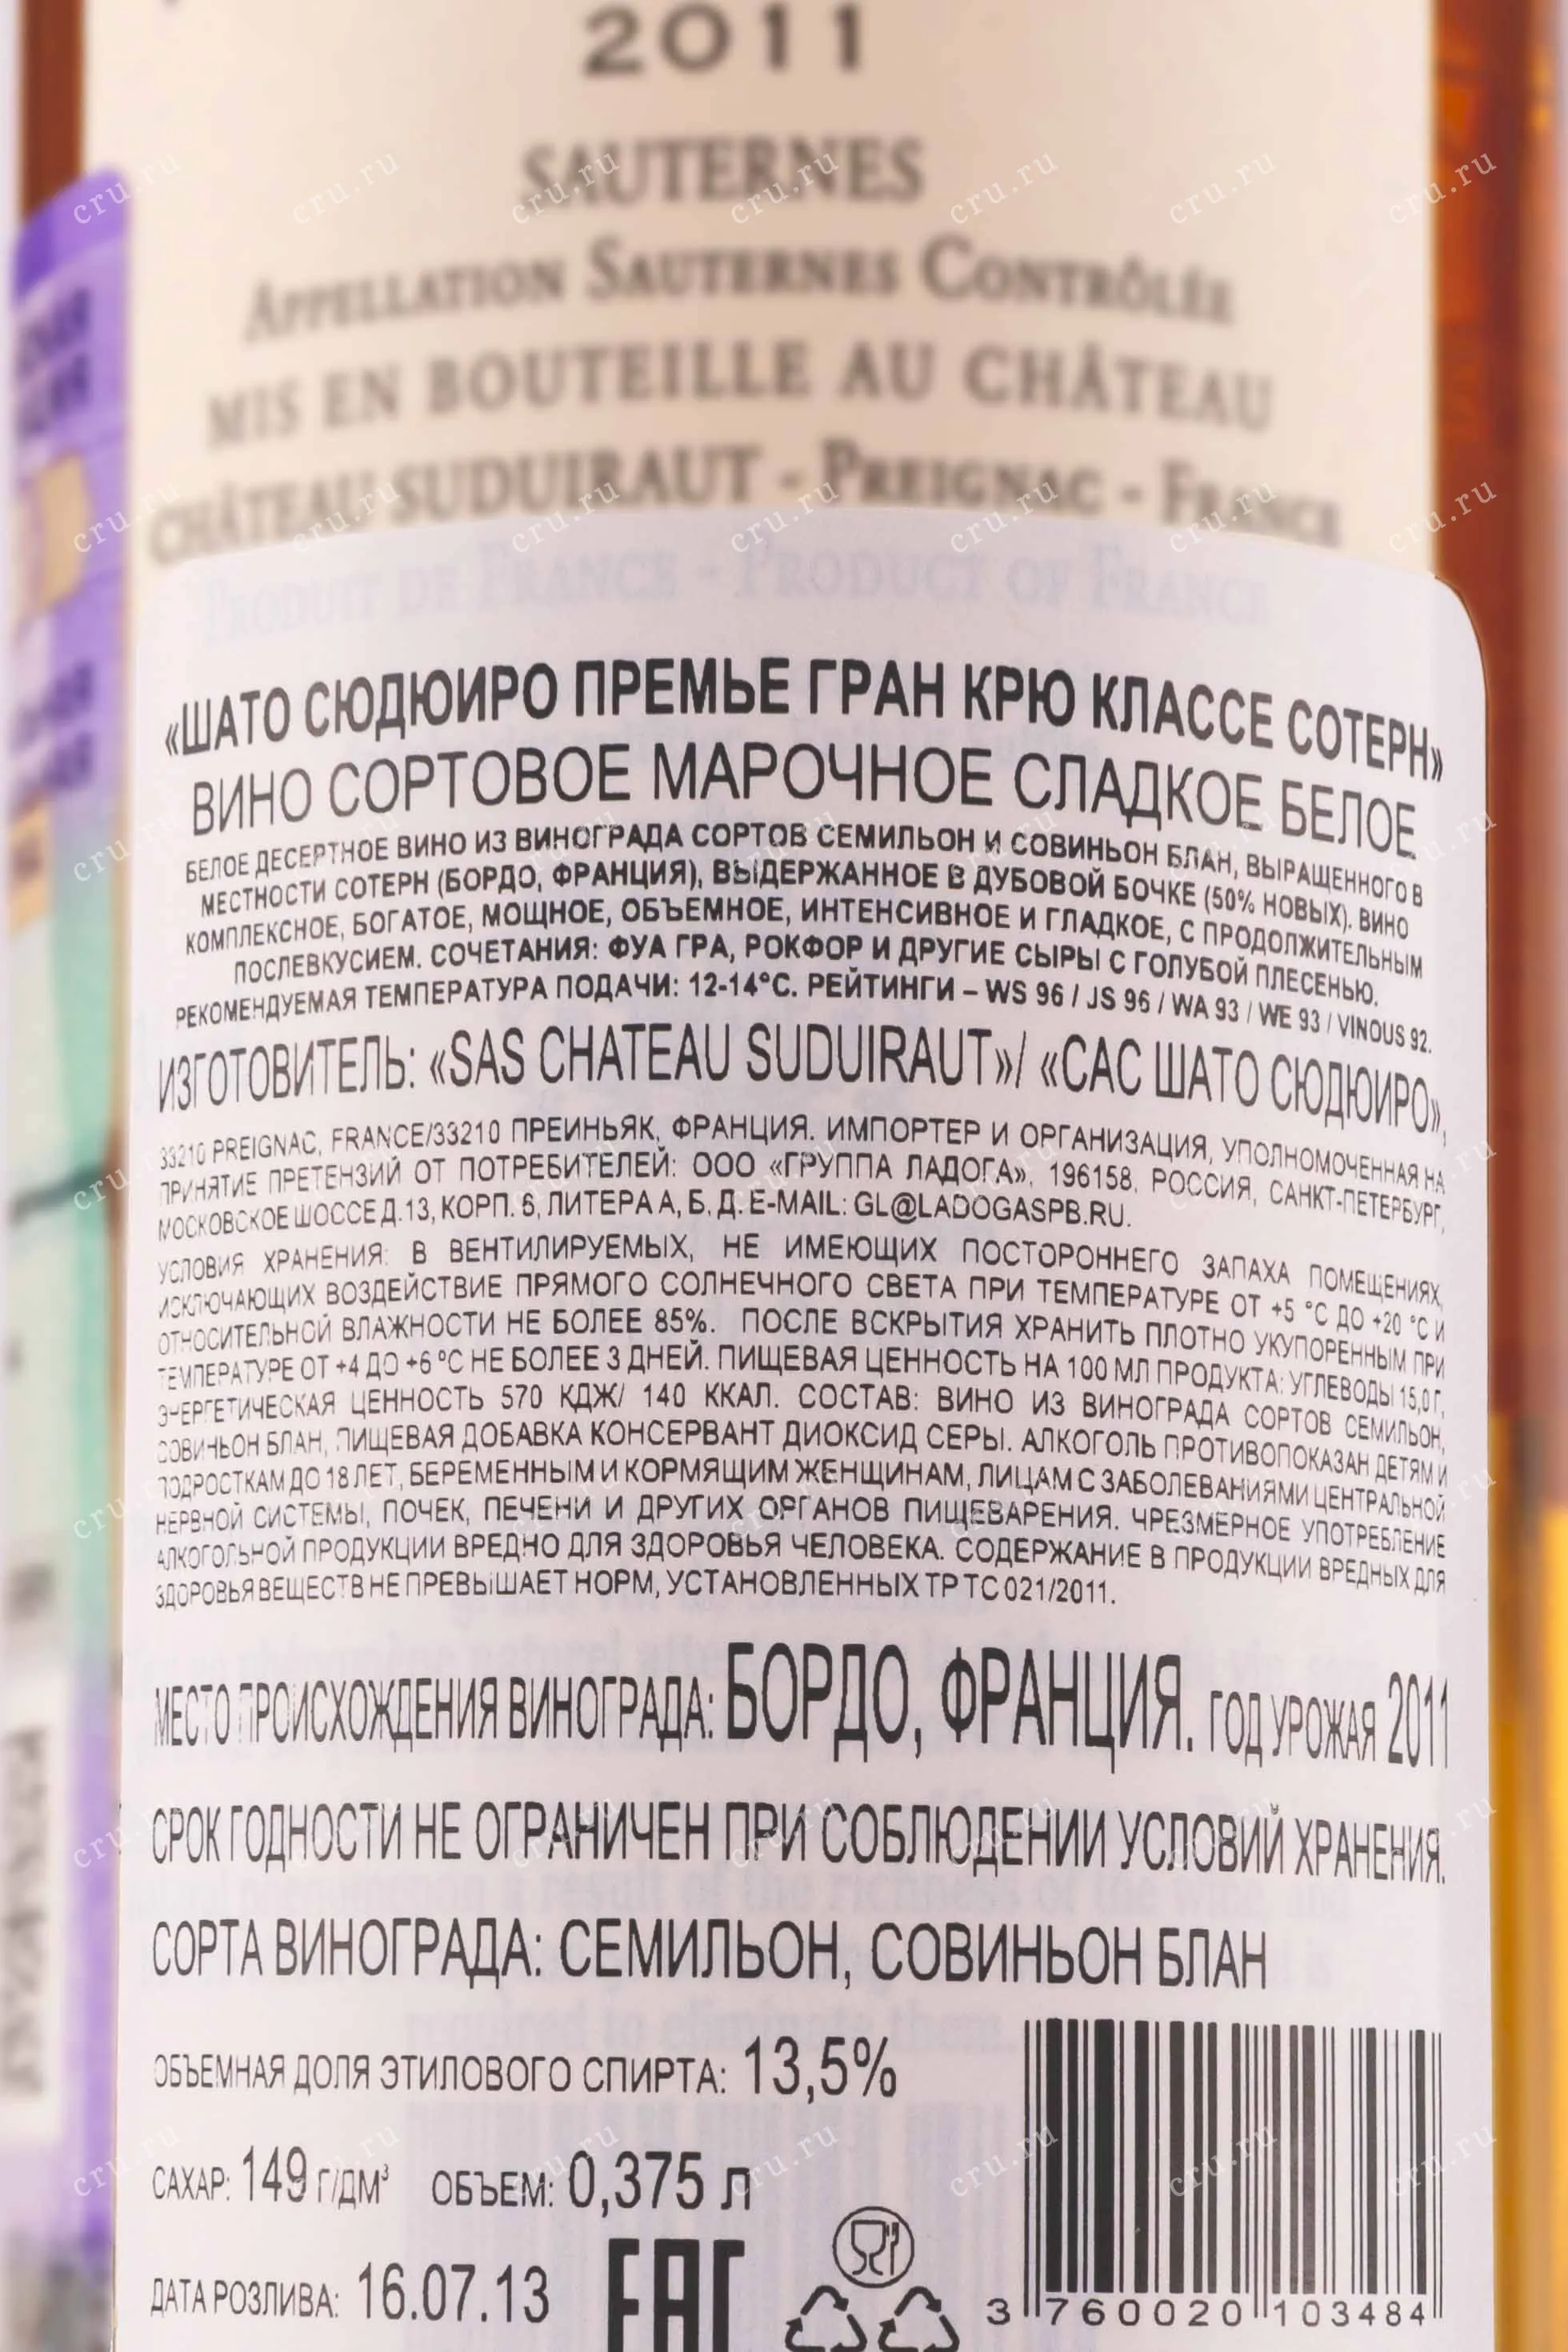 2011
SAUTERNES
APPELLATION SAUTERNES CONTRÔLÉE
MIS EN BOUTEILLE AU CHÂTEAU
CHÂTEAU SUDUIRAUT - PREIGNAC - FRANCE
PRODUIT DE FRANCE - PRODUCT OF FRANCE
«ШАТО СЮДЮИРО ПРЕМЬЕ ГРАН КРЮ КЛАССЕ СОТЕРН»
ВИНО СОРТОВОЕ МАРОЧНОЕ СЛАДКОЕ БЕЛОЕ
БЕЛОЕ ДЕСЕРТНОЕ ВИНО ИЗ ВИНОГРАДА СОРТОВ СЕМИЛЬОН И СОВИНЬОН БЛАН, ВЫРАЩЕННОГО В
МЕСТНОСТИ СОТЕРН (БОРДО, ФРАНЦИЯ), ВЫДЕРЖАННОЕ В ДУБОВОЙ БОЧКЕ (50% НОВЫХ). ВИНО
КОМПЛЕКСНОЕ, БОГАТОЕ, МОЩНОЕ, ОБЪЕМНОЕ, ИНТЕНСИВНОЕ И ГЛАДКОЕ, С ПРОДОЛЖИТЕЛЬНЫМ
ПОСЛЕВКУСИЕМ. СОЧЕТАНИЯ: ФУА ГРА, РОКФОР И ДРУГИЕ СЫРЫ С ГОЛУБОЙ ПЛЕСЕНЬЮ.
РЕКОМЕНДУЕМАЯ ТЕМПЕРАТУРА ПОДАЧИ: 12-14°С. РЕЙТИНГИ – WS 96 / JS 96 / WA 93 / WE 93 / VINOUS 92.
ИЗГОТОВИТЕЛЬ: «SAS CHATEAU SUDUIRAUT»/ «САС ШАТО СЮДЮИРО»,
33210 PREIGNAC, FRANCE/33210 ПРЕИНЬЯК, ФРАНЦИЯ. ИМПОРТЕР И ОРГАНИЗАЦИЯ, УПОЛНОМОЧЕННАЯ НА
ПРИНЯТИЕ ПРЕТЕНЗИЙ ОТ ПОТРЕБИТЕЛЕЙ: ООО «ГРУППА ЛАДОГА», 196158, РОССИЯ, САНКТ-ПЕТЕРБУРГ,
МОСКОВСКОЕ ШОССЕ Д.13, КОРП. 6, ЛИТЕРА А, Б, Д. E-MAIL: GL@LADOGASPB.RU.
УСЛОВИЯ ХРАНЕНИЯ: В ВЕНТИЛИРУЕМЫХ, НЕ ИМЕЮЩИХ ПОСТОРОННЕГО ЗАПАХА ПОМЕЩЕНИЯХ,
ИСКЛЮЧАЮЩИХ ВОЗДЕЙСТВИЕ ПРЯМОГО СОЛНЕЧНОГО СВЕТА ПРИ ТЕМПЕРАТУРЕ ОТ +5 °С ДО +20 °С И
ОТНОСИТЕЛЬНОЙ ВЛАЖНОСТИ НЕ БОЛЕЕ 85%. ПОСЛЕ ВСКРЫТИЯ ХРАНИТЬ ПЛОТНО УКУПОРЕННЫМ ПРИ
ТЕМПЕРАТУРЕ ОТ +4 ДО +6 °С НЕ БОЛЕЕ 3 ДНЕЙ. ПИЩЕВАЯ ЦЕННОСТЬ НА 100 МЛ ПРОДУКТА: УГЛЕВОДЫ 15,0 Г,
ЭНЕРГЕТИЧЕСКАЯ ЦЕННОСТЬ 570 КДЖ/ 140 ККАЛ. СОСТАВ: ВИНО ИЗ ВИНОГРАДА СОРТОВ СЕМИЛЬОН,
СОВИНЬОН БЛАН, ПИЩЕВАЯ ДОБАВКА КОНСЕРВАНТ ДИОКСИД СЕРЫ. АЛКОГОЛЬ ПРОТИВОПОКАЗАН ДЕТЯМ И
ПОДРОСТКАМ ДО 18 ЛЕТ, БЕРЕМЕННЫМ И КОРМЯЩИМ ЖЕНЩИНАМ, ЛИЦАМ С ЗАБОЛЕВАНИЯМИ ЦЕНТРАЛЬНОЙ
НЕРВНОЙ СИСТЕМЫ, ПОЧЕК, ПЕЧЕНИ И ДРУГИХ ОРГАНОВ ПИЩЕВАРЕНИЯ. ЧРЕЗМЕРНОЕ УПОТРЕБЛЕНИЕ
АЛКОГОЛЬНОЙ ПРОДУКЦИИ ВРЕДНО ДЛЯ ЗДОРОВЬЯ ЧЕЛОВЕКА. СОДЕРЖАНИЕ В ПРОДУКЦИИ ВРЕДНЫХ ДЛЯ
ЗДОРОВЬЯ ВЕЩЕСТВ НЕ ПРЕВЫШАЕТ НОРМ, УСТАНОВЛЕННЫХ ТР ТС 021/2011.
МЕСТО ПРОИСХОЖДЕНИЯ ВИНОГРАДА: БОРДО, ФРАНЦИЯ. ГОД УРОЖАЯ 2011
СРОК ГОДНОСТИ НЕ ОГРАНИЧЕН ПРИ СОБЛЮДЕНИИ УСЛОВИЙ ХРАНЕНИЯ.
СОРТА ВИНОГРАДА: СЕМИЛЬОН, СОВИНЬОН БЛАН
ОБЪЕМНАЯ ДОЛЯ ЭТИЛОВОГО СПИРТА: 13,5%
САХАР: 149 Г/ДМ³ ОБЪЕМ: 0,375 Л
ДАТА РОЗЛИВА: 16.07.13
EAC
3 760020 103484
cru.ru